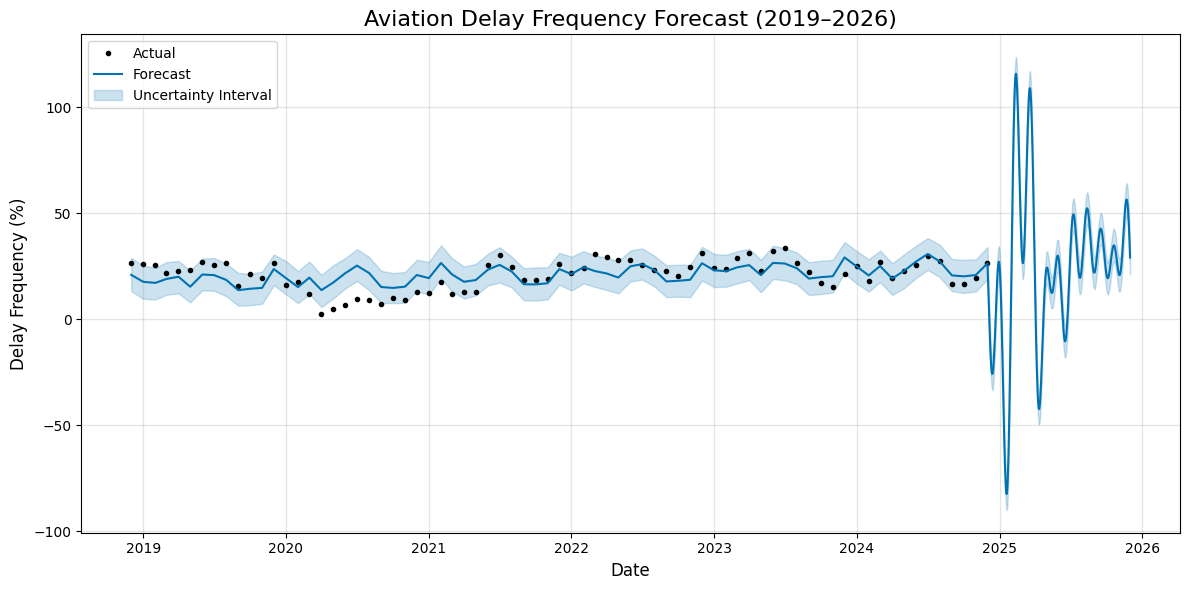 Aviation Delay Frequency Forecast (2019–2026)
Actual
Forecast
Uncertainty Interval
Delay Frequency (%)
100
50
0
−50
−100
2019 2020 2021 2022 2023 2024 2025 2026
Date